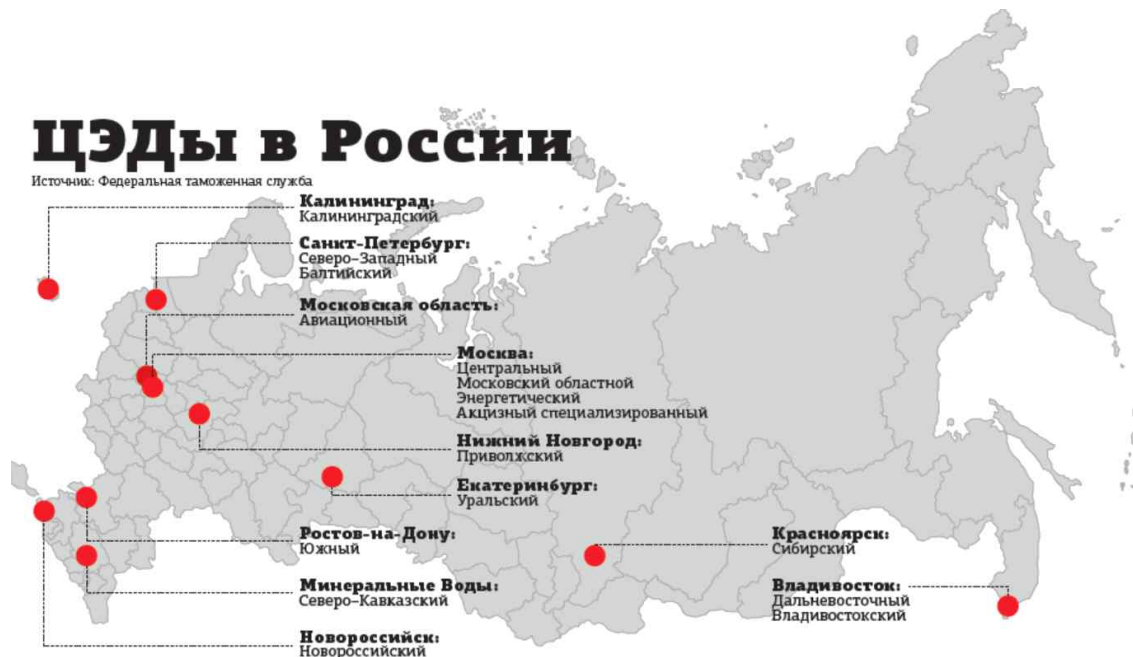 ЦЭДы в России
Источник: Федеральная таможенная служба
Калининград:
Калининградский
Санкт-Петербург:
Северо-Западный
Балтийский
Московская область:
Авиационный
Москва:
Центральный
Московский областной
Энергетический
Акцизный специализированный
Нижний Новгород:
Приволжский
Екатеринбург:
Уральский
Ростов-на-Дону:
Южный
Минеральные Воды:
Северо-Кавказский
Новороссийск:
Новороссийский
Красноярск:
Сибирский
Владивосток:
Дальневосточный
Владивостокский